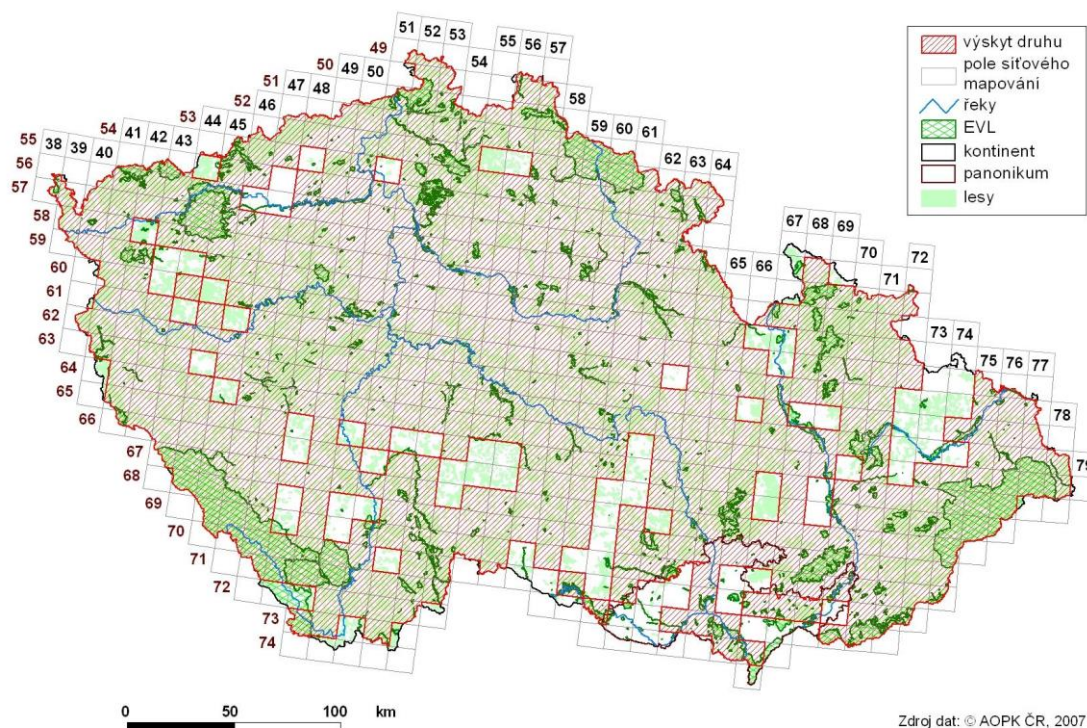 51 52 53
55 56 57
49
54
50
49 50
58
51
47 48
59 60 61
52
46
53
44 45
62 63 64
54
41 42 43
55
38 39 40
56
57
67 68 69
58
70
72
59
65 66
71
60
61
62
73 74
63
75 76 77
64
65
78
66
67
79
68
69
70
71
72
73
74
výskyt druhu
pole síťového
mapování
řeky
EVL
kontinent
panonikum
lesy
0 50 100 km
Zdroj dat: © AOPK ČR, 2007